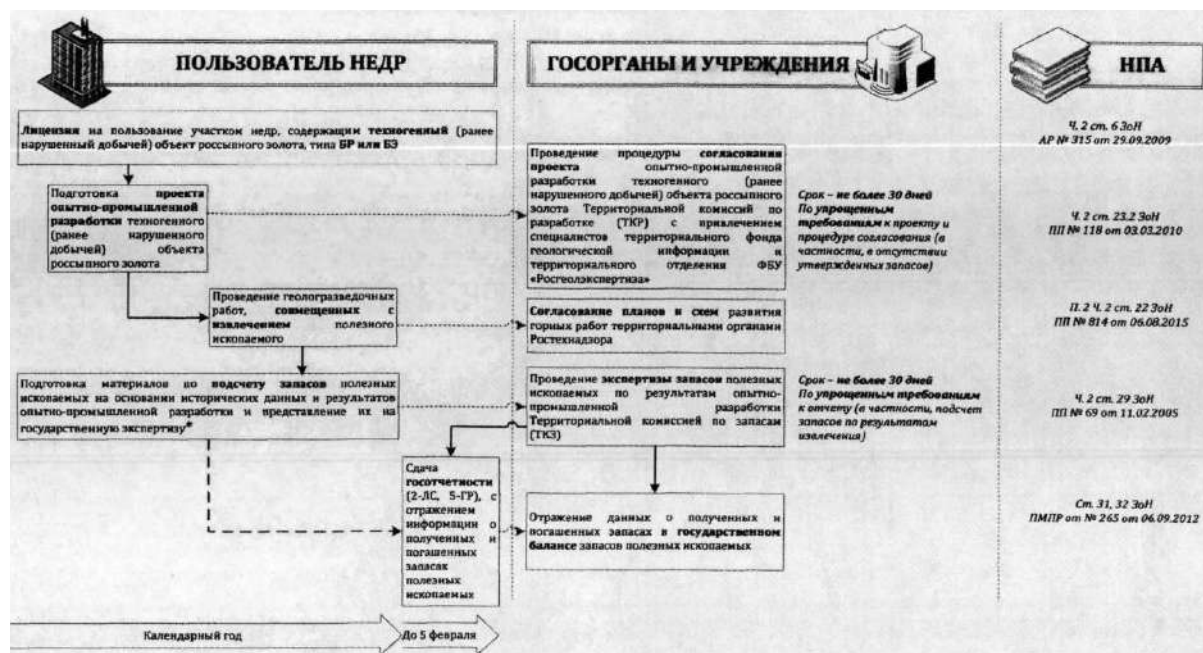 ПОЛЬЗОВАТЕЛЬ НЕДР
ГОСОРГАНЫ И УЧРЕЖДЕНИЯ
НПА
Лицензия на пользование участком недр, содержащим техногенный (ранее
нарушенный добычей) объект россыпного золота, типа БР или БЭ
Ч. 2 ст. 6 ЗоН
АР № 315 от 29.09.2009
Подготовка проекта
опытно-промышленной
разработки техногенного
(ранее нарушенного
добычей) объекта
россыпного золота
Проведение процедуры согласования
проекта опытно-промышленной
разработки техногенного (ранее
нарушенного добычей) объекта россыпного
золота Территориальной комиссий по
разработке (ТКР) с привлечением
специалистов территориального фонда
геологической информации и
территориального отделения ФБУ
«Росгеолэкспертиза»
Срок – не более 30 дней
По упрощенным
требованиям к проекту и
процедуре согласования (в
частности, в отсутствии
утвержденных запасов)
Ч. 2 ст. 23.2 ЗоН
ПП № 118 от 03.03.2010
Проведение геологоразведочных
работ, совмещенных с
извлечением полезного
ископаемого
Согласование планов и схем развития
горных работ территориальными органами
Ростехнадзора
П. 2 Ч. 2 ст. 22 ЗоН
ПП № 814 от 06.08.2015
Подготовка материалов по подсчету запасов полезных
ископаемых на основании исторических данных и результатов
опытно-промышленной разработки и представление их на
государственную экспертизу*
Проведение экспертизы запасов полезных
ископаемых по результатам опытно-
промышленной разработки
Территориальной комиссией по запасам
(ТКЗ)
Срок – не более 30 дней
По упрощенным требованиям
к отчету (в частности, подсчет
запасов по результатам
извлечения)
Ч. 2 ст. 29 ЗоН
ПП № 69 от 11.02.2005
Сдача
госотчетности
(2-ЛС, 5-ГР), с
отражением
информации о
полученных и
погашенных
запасах
полезных
ископаемых
Отражение данных о полученных и
погашенных запасах в государственном
балансе запасов полезных ископаемых
Ст. 31, 32 ЗоН
ПМПР от № 265 от 06.09.2012
Календарный год
До 5 февраля